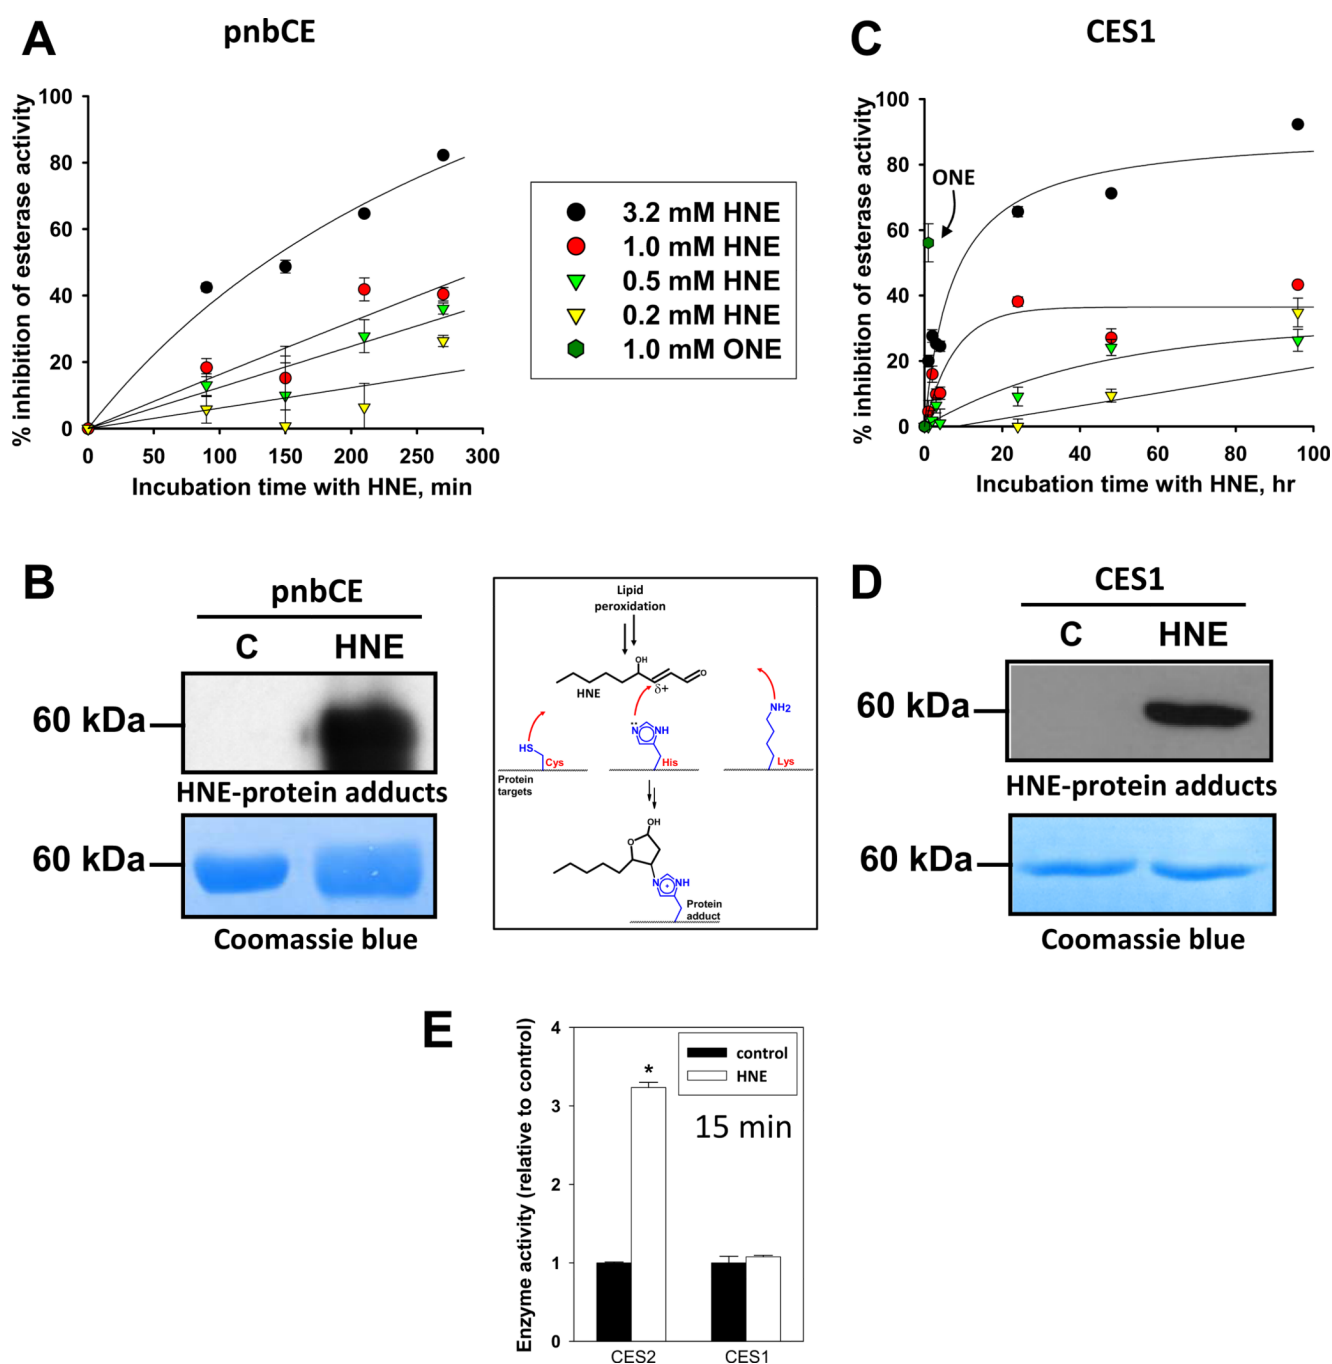 A
pnbCE
% inhibition of esterase activity
100
80
60
40
20
0
0
50
100
150
200
250
300
Incubation time with HNE, min
3.2 mM HNE
1.0 mM HNE
0.5 mM HNE
0.2 mM HNE
1.0 mM ONE
C
CES1
% inhibition of esterase activity
100
80
60
40
20
0
ONE
0
20
40
60
80
100
Incubation time with HNE, hr
B
pnbCE
C
HNE
60 kDa
HNE-protein adducts
60 kDa
Coomassie blue
Lipid
peroxidation
OH
O
HNE
δ+
HS
Cys
N
NH
His
NH2
Lys
Protein
targets
OH
O
N
+
NH
Protein
adduct
D
CES1
C
HNE
60 kDa
HNE-protein adducts
60 kDa
Coomassie blue
E
Enzyme activity (relative to control)
4
3
2
1
0
*
control
HNE
15 min
CES2
CES1